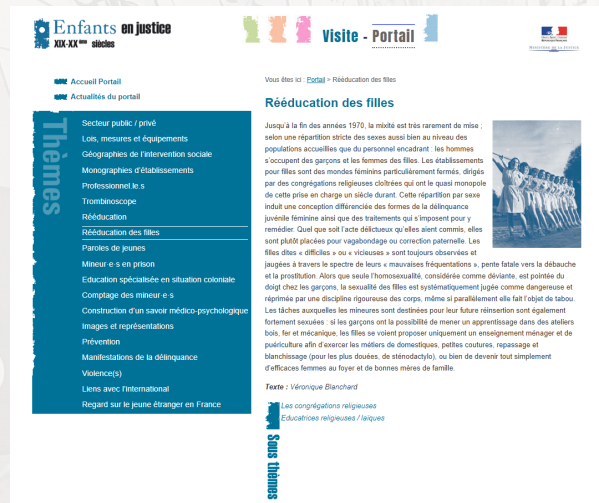 Enfants en justice
XIX-XXème siècles
Visite - Portail
Accueil Portail
Actualités du portail
Thèmes
Secteur public / privé
Lois, mesures et équipements
Géographies de l'intervention sociale
Monographies d'établissements
Professionnel.le.s
Trombinoscope
Rééducation
Rééducation des filles
Paroles de jeunes
Mineur·e·s en prison
Education spécialisée en situation coloniale
Comptage des mineur·e·s
Construction d'un savoir médico-psychologique
Images et représentations
Prévention
Manifestations de la délinquance
Violence(s)
Liens avec l'international
Regard sur le jeune étranger en France
Vous êtes ici : Portail > Rééducation des filles
Rééducation des filles
Jusqu'à la fin des années 1970, la mixité est très rarement de mise ;
selon une répartition stricte des sexes aussi bien au niveau des
populations accueillies que du personnel encadrant : les hommes
s'occupent des garçons et les femmes des filles. Les établissements
pour filles sont des mondes féminins particulièrement fermés, dirigés
par des congrégations religieuses cloîtrées qui ont le quasi monopole
de cette prise en charge un siècle durant. Cette répartition par sexe
induit une conception différenciée des formes de la délinquance
juvénile féminine ainsi que des traitements qui s'imposent pour y
remédier. Quel que soit l'acte délictueux qu'elles aient commis, elles
sont plutôt placées pour vagabondage ou correction paternelle. Les
filles dites « difficiles » ou « vicieuses » sont toujours observées et
jaugées à travers le spectre de leurs « mauvaises fréquentations », pente fatale vers la débauche
et la prostitution. Alors que seule l'homosexualité, considérée comme déviante, est pointée du
doigt chez les garçons, la sexualité des filles est systématiquement jugée comme dangereuse et
réprimée par une discipline rigoureuse des corps, même si parallèlement elle fait l'objet de tabou.
Les tâches auxquelles les mineures sont destinées pour leur future réinsertion sont également
fortement sexuées : si les garçons ont la possibilité de mener un apprentissage dans des ateliers
bois, fer et mécanique, les filles se voient proposer uniquement un enseignement ménager et de
puériculture afin d'exercer les métiers de domestiques, petites coutures, repassage et
blanchissage (pour les plus douées, de sténodactylo), ou bien de devenir tout simplement
d'efficaces femmes au foyer et de bonnes mères de famille.
Texte : Véronique Blanchard
Les congrégations religieuses
Educatrices religieuses / laïques
Sous thèmes